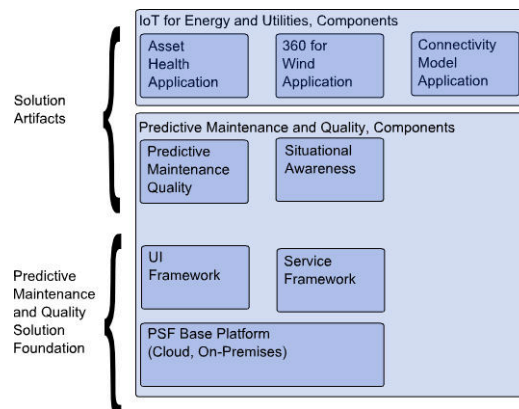 IoT for Energy and Utilities, Components
Asset
Health
Application
360 for
Wind
Application
Connectivity
Model
Application
Solution
Artifacts
Predictive Maintenance and Quality, Components
Predictive
Maintenance
Quality
Situational
Awareness
Predictive
Maintenance
and Quality
Solution
Foundation
UI
Framework
Service
Framework
PSF Base Platform
(Cloud, On-Premises)